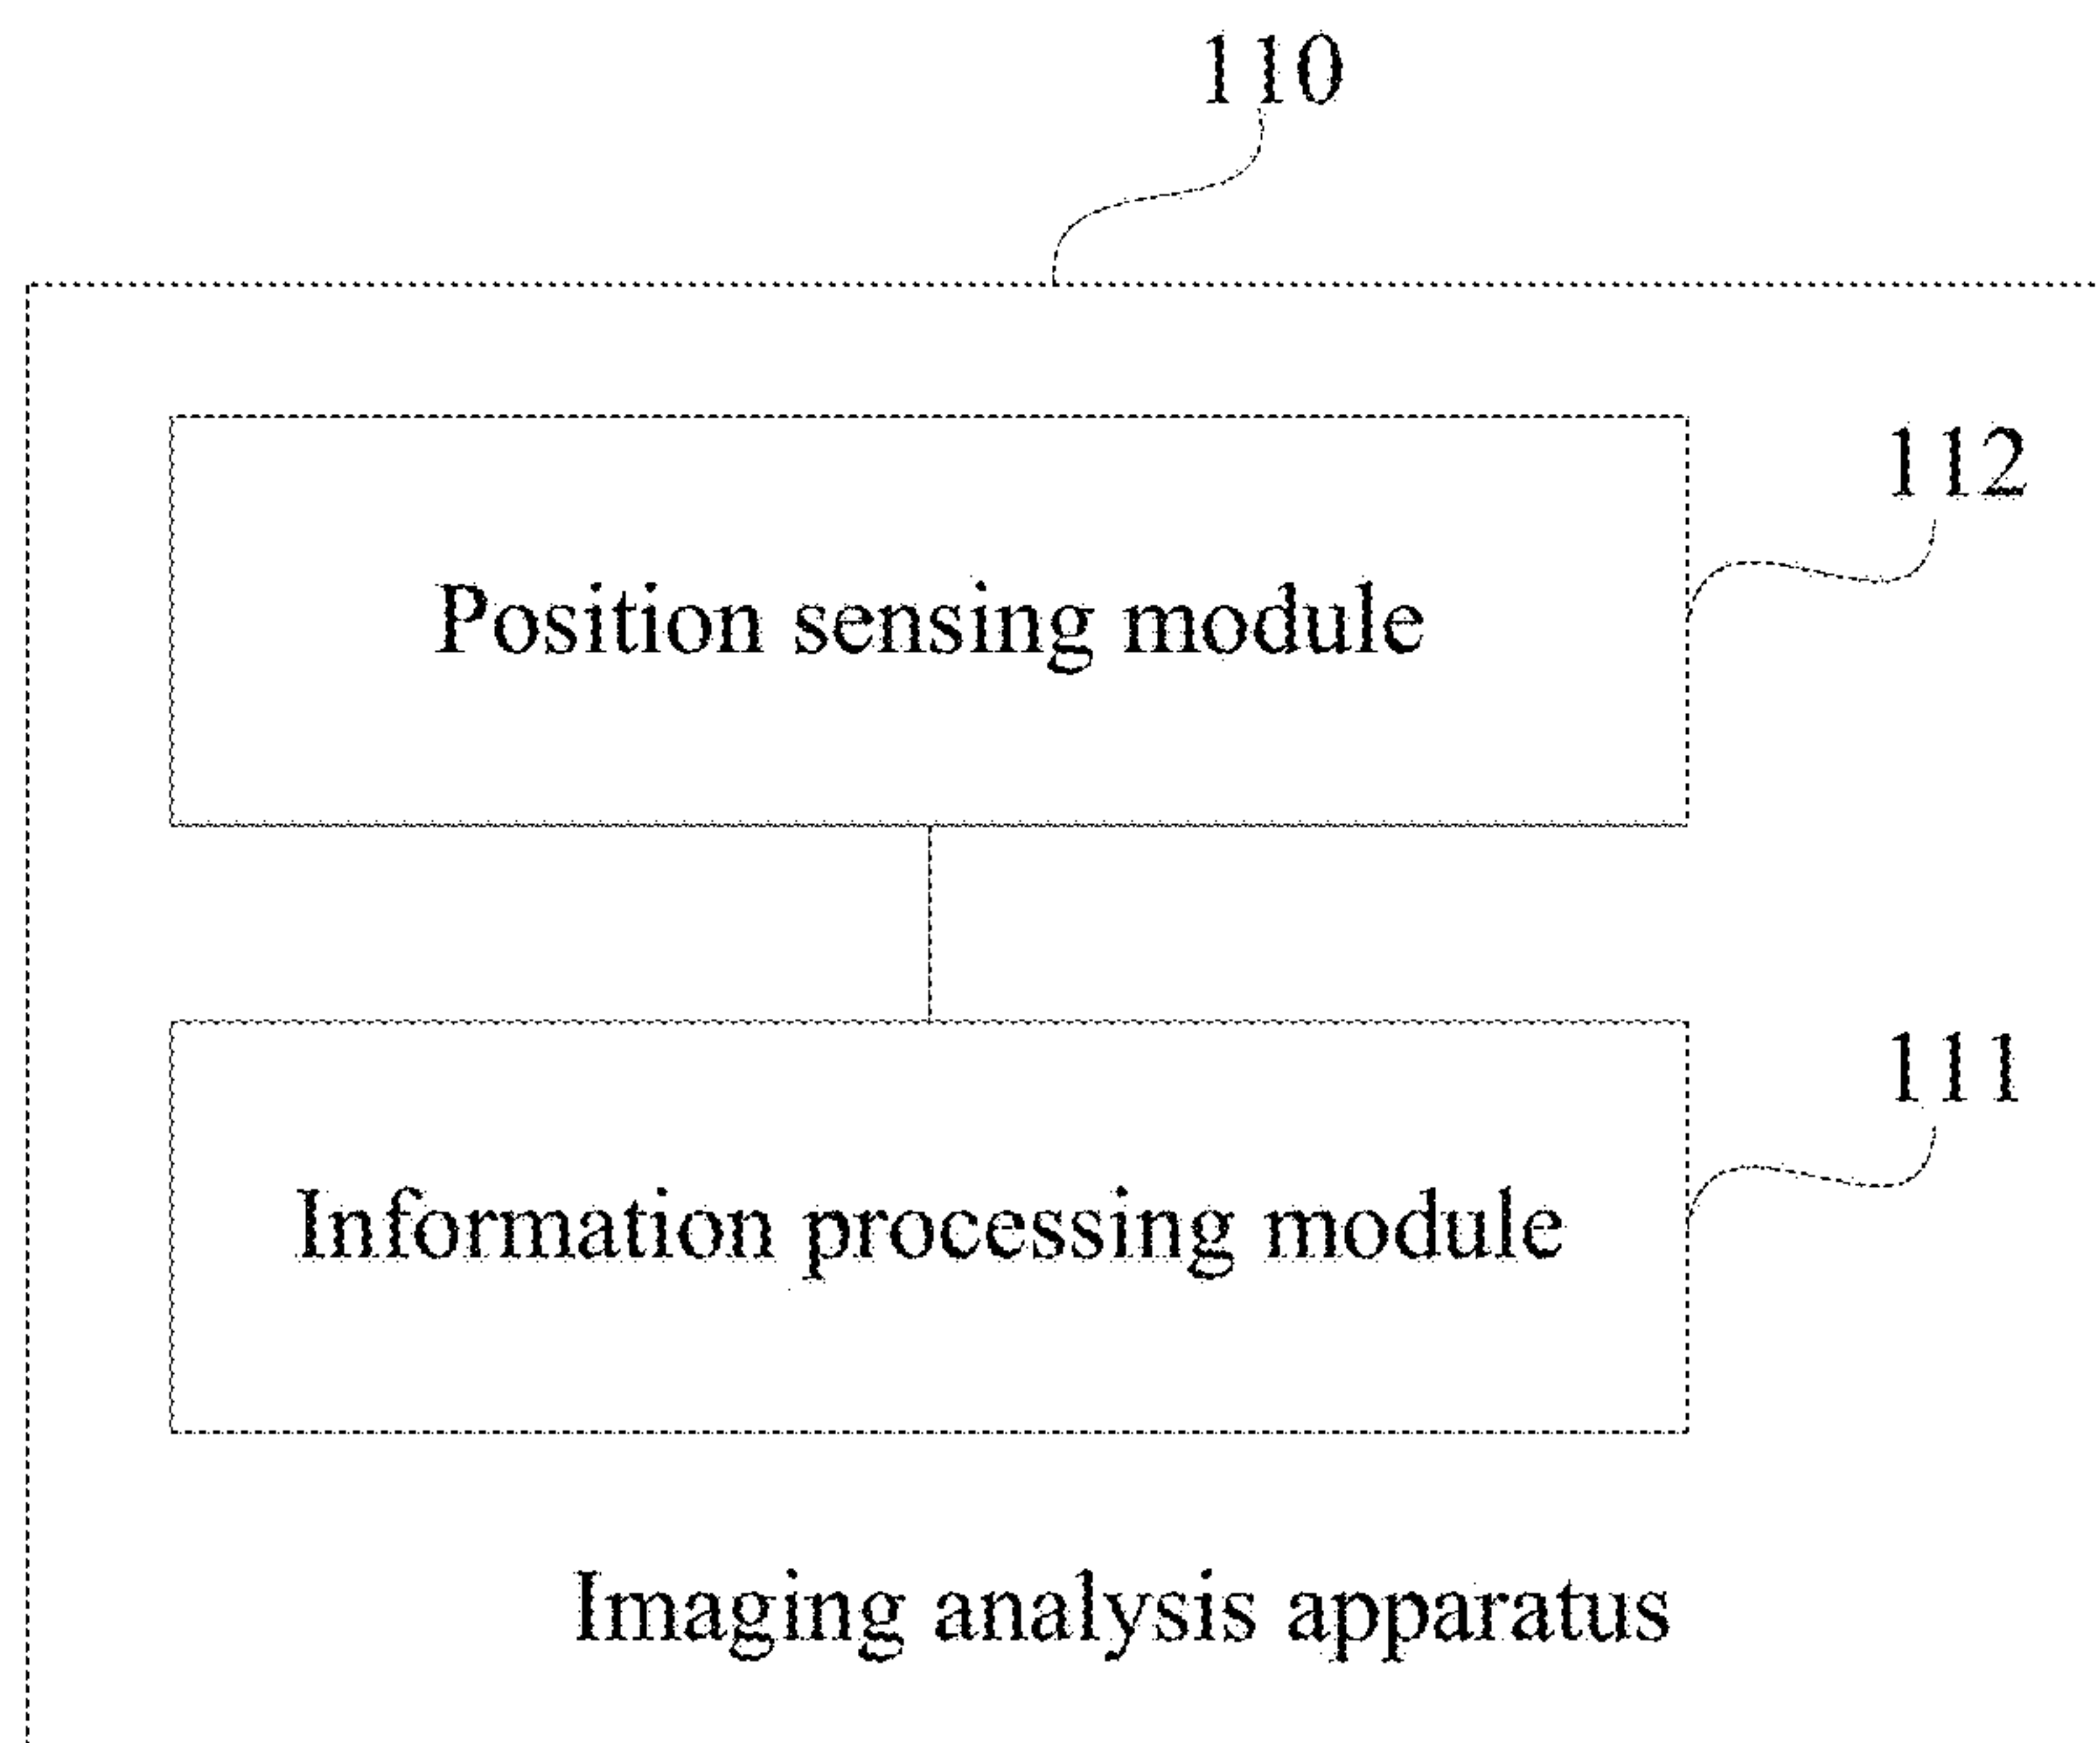 110
112
Position sensing module
111
Information processing module
Imaging analysis apparatus